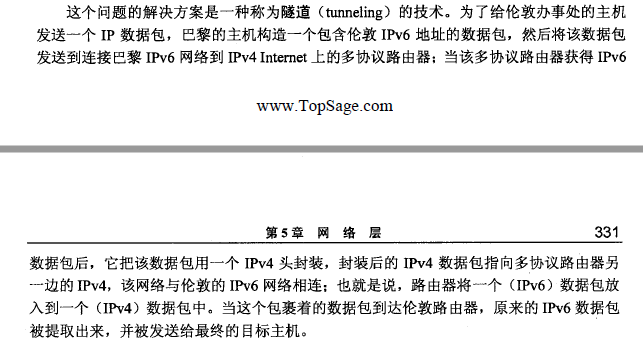 这个问题的解决方案是一种称为隧道（tunneling）的技术。为了给伦敦办事处的主机
发送一个 IP 数据包，巴黎的主机构造一个包含伦敦 IPv6 地址的数据包，然后将该数据包
发送到连接巴黎 IPv6 网络到 IPv4 Internet 上的多协议路由器；当该多协议路由器获得 IPv6
www.TopSage.com
第 5 章 网 络 层 331
数据包后，它把该数据包用一个 IPv4 头封装，封装后的 IPv4 数据包指向多协议路由器另
一边的 IPv4，该网络与伦敦的 IPv6 网络相连；也就是说，路由器将一个（IPv6）数据包放
入到一个（IPv4）数据包中。当这个包裹着的数据包到达伦敦路由器，原来的 IPv6 数据包
被提取出来，并被发送给最终的目标主机。